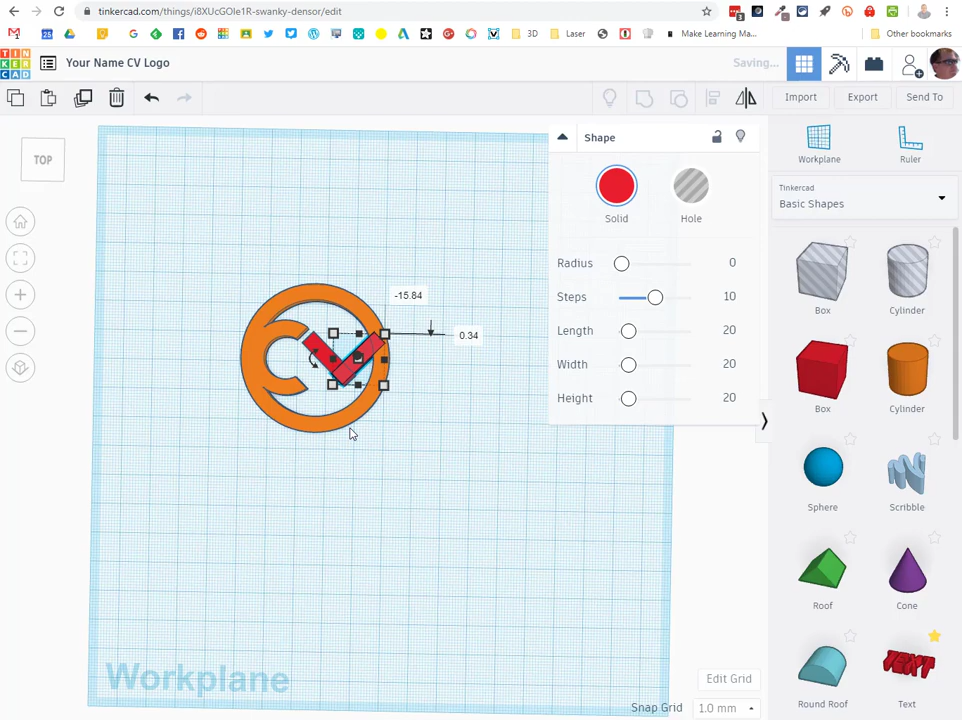 tinkercad.com/things/i8XUcGOIe1R-swanky-densor/edit
3D
Laser
Make Learning Ma...
Other bookmarks
TIN
KER
CAD
Your Name CV Logo
Saving...
Import
Export
Send To
TOP
Shape
Solid
Hole
Radius
0
Steps
10
Length
20
Width
20
Height
20
-15.84
0.34
Workplane
Ruler
Tinkercad
Basic Shapes
Box
Cylinder
Box
Cylinder
Sphere
Scribble
Roof
Cone
Round Roof
TEXT
Text
Workplane
Edit Grid
Snap Grid
1.0 mm